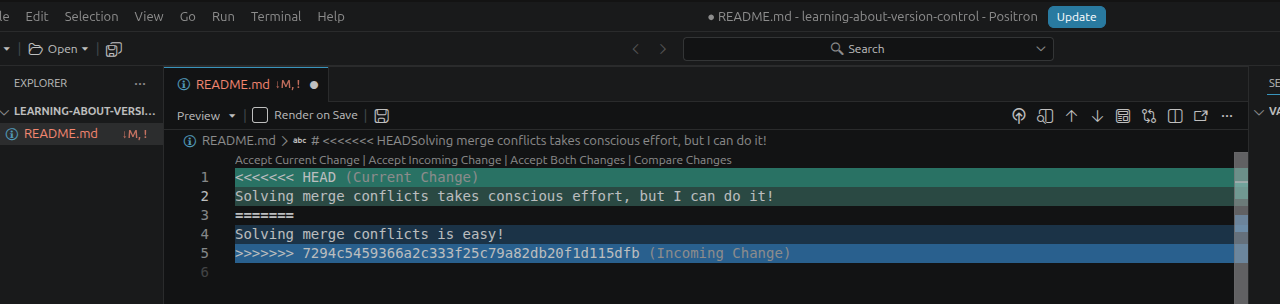 le Edit Selection View Go Run Terminal Help ● README.md - learning-about-version-control - Positron Update
Open Search
EXPLORER ··· README.md ↓M, ! ● SE
LEARNING-ABOUT-VERSI... Preview Render on Save ··· VA
README.md ↓M, !
README.md > abc # <<<<<<< HEADSolving merge conflicts takes conscious effort, but I can do it!
Accept Current Change | Accept Incoming Change | Accept Both Changes | Compare Changes
1 <<<<<<< HEAD (Current Change)
2 Solving merge conflicts takes conscious effort, but I can do it!
3 =======
4 Solving merge conflicts is easy!
5 >>>>>>> 7294c5459366a2c333f25c79a82db20f1d115dfb (Incoming Change)
6